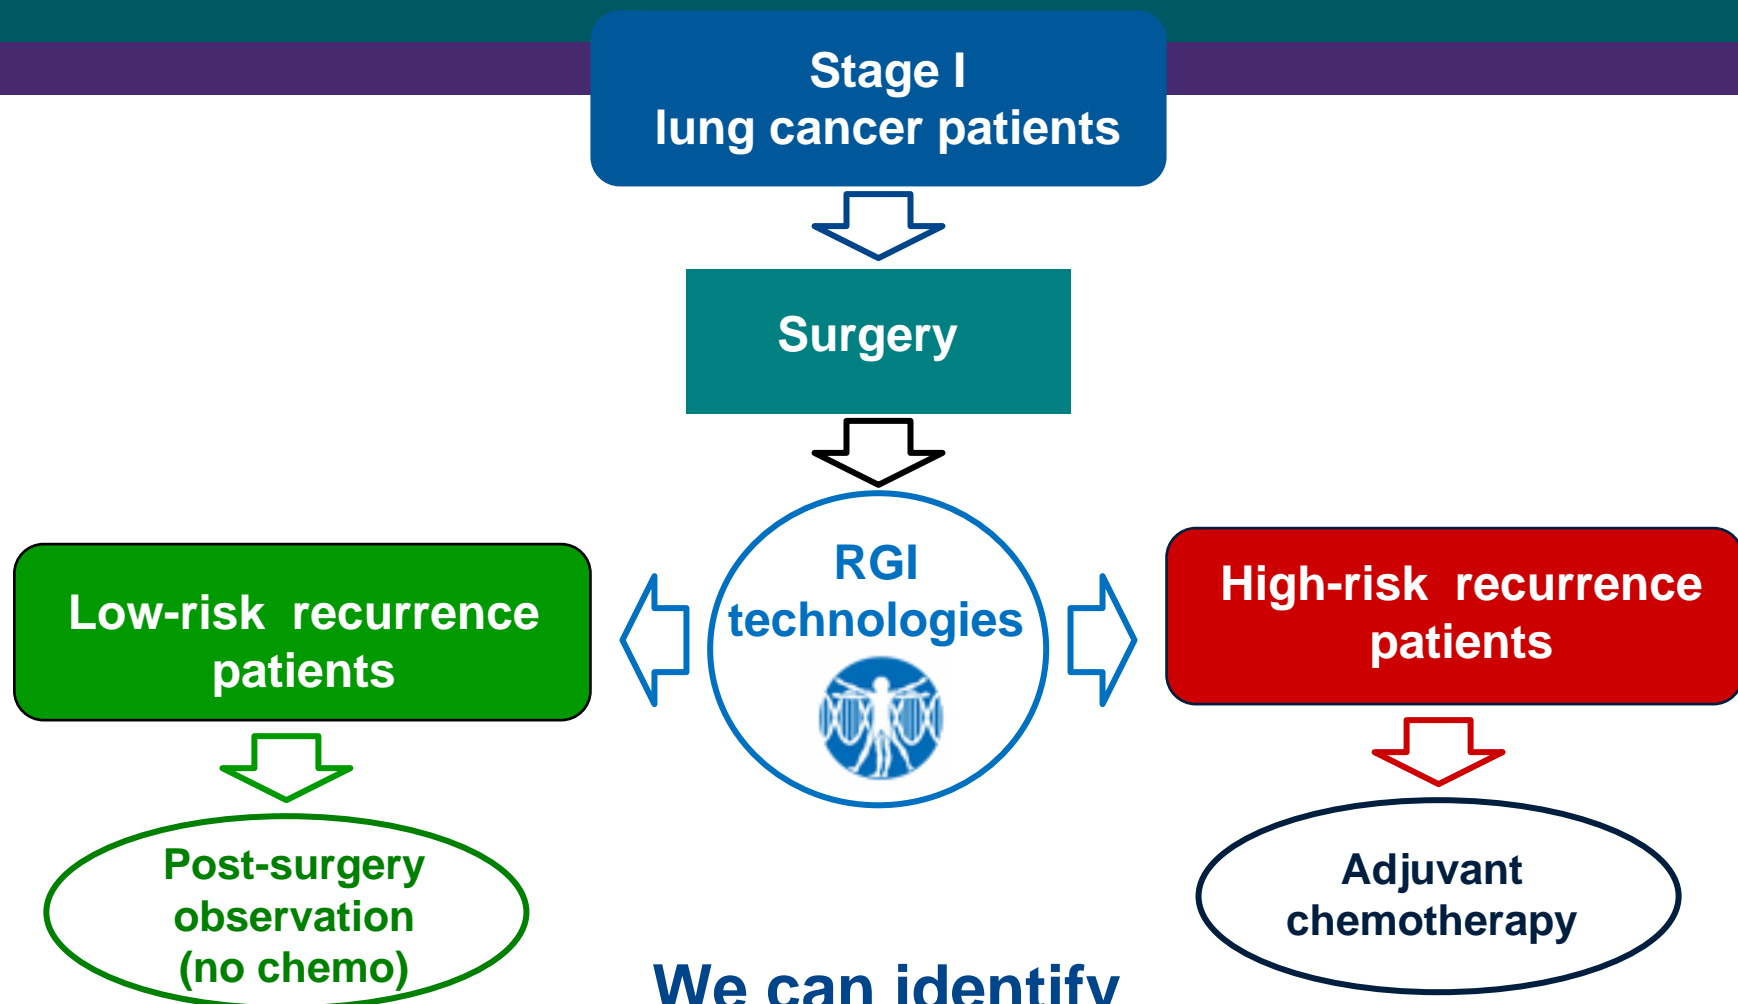 Stage I
lung cancer patients
Surgery
RGI
technologies
Low-risk recurrence
patients
High-risk recurrence
patients
Post-surgery
observation
(no chemo)
Adjuvant
chemotherapy
We can identify